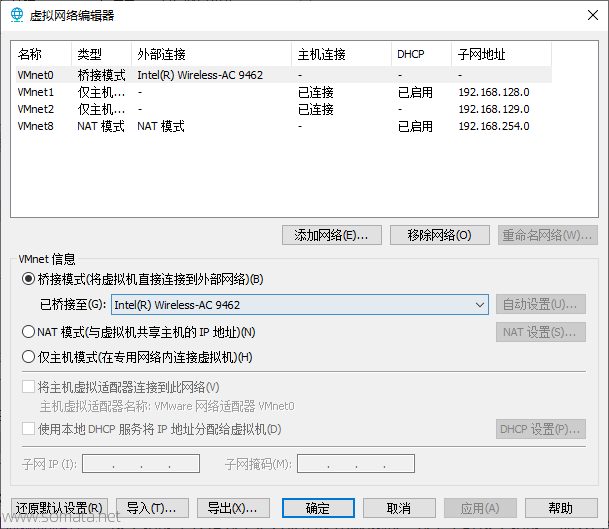 虚拟网络编辑器
名称 类型 外部连接 主机连接 DHCP 子网地址
VMnet0 桥接模式 Intel(R) Wireless-AC 9462 - - -
VMnet1 仅主机... - 已连接 已启用 192.168.128.0
VMnet2 仅主机... - 已连接 - 192.168.129.0
VMnet8 NAT 模式 NAT 模式 - 已启用 192.168.254.0
添加网络(E)... 移除网络(O) 重命名网络(W)...
VMnet 信息
桥接模式(将虚拟机直接连接到外部网络)(B)
已桥接至(G): Intel(R) Wireless-AC 9462 自动设置(U)...
NAT 模式(与虚拟机共享主机的 IP 地址)(N) NAT 设置(S)...
仅主机模式(在专用网络内连接虚拟机)(H)
将主机虚拟适配器连接到此网络(V)
主机虚拟适配器名称: VMware 网络适配器 VMnet0
使用本地 DHCP 服务将 IP 地址分配给虚拟机(D) DHCP 设置(P)...
子网 IP (I): . . . 子网掩码(M): . . .
还原默认设置(R) 导入(T)... 导出(X)... 确定 取消 应用(A) 帮助
www.somata.net